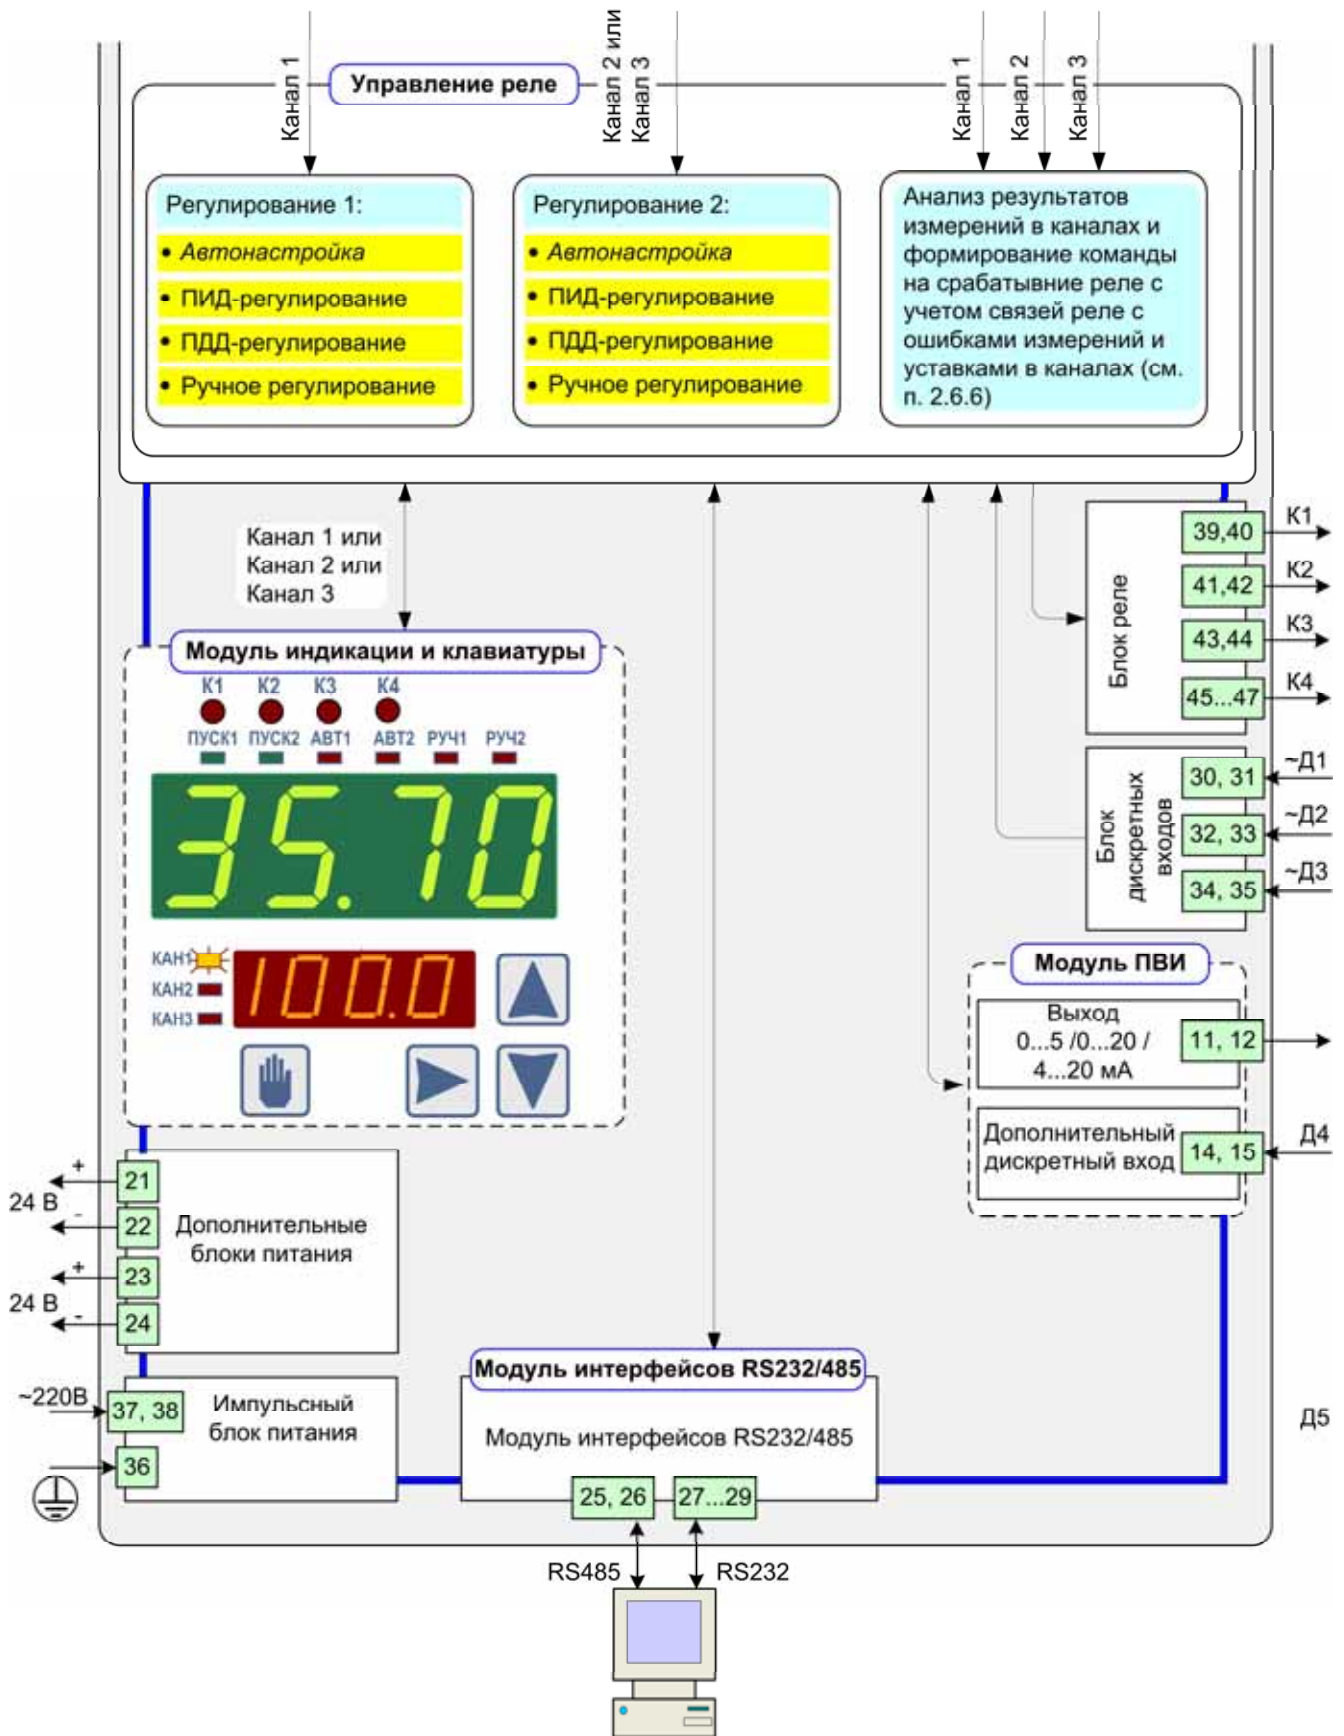 Управление реле
Канал 1
Канал 2 или
Канал 3
Канал 1
Канал 2
Канал 3
Регулирование 1:
• Автонастройка
• ПИД-регулирование
• ПДД-регулирование
• Ручное регулирование
Регулирование 2:
• Автонастройка
• ПИД-регулирование
• ПДД-регулирование
• Ручное регулирование
Анализ результатов
измерений в каналах и
формирование команды
на срабатывние реле с
учетом связей реле с
ошибками измерений и
уставками в каналах (см.
п. 2.6.6)
Канал 1 или
Канал 2 или
Канал 3
Модуль индикации и клавиатуры
К1 К2 К3 К4
ПУСК1 ПУСК2 АВТ1 АВТ2 РУЧ1 РУЧ2
35.70
КАН1
КАН2
КАН3
100.0
Блок реле
39,40
К1
41,42
К2
43,44
К3
45...47
К4
Блок
дискретных
входов
30, 31
~Д1
32, 33
~Д2
34, 35
~Д3
Модуль ПВИ
Выход
0...5 /0...20 /
4...20 мА
11, 12
Дополнительный
дискретный вход
14, 15
Д4
Д5
+
24 В
-
+
24 В
-
21
22
23
24
Дополнительные
блоки питания
~220В
37, 38
36
Импульсный
блок питания
Модуль интерфейсов RS232/485
Модуль интерфейсов RS232/485
25, 26
27...29
RS485
RS232